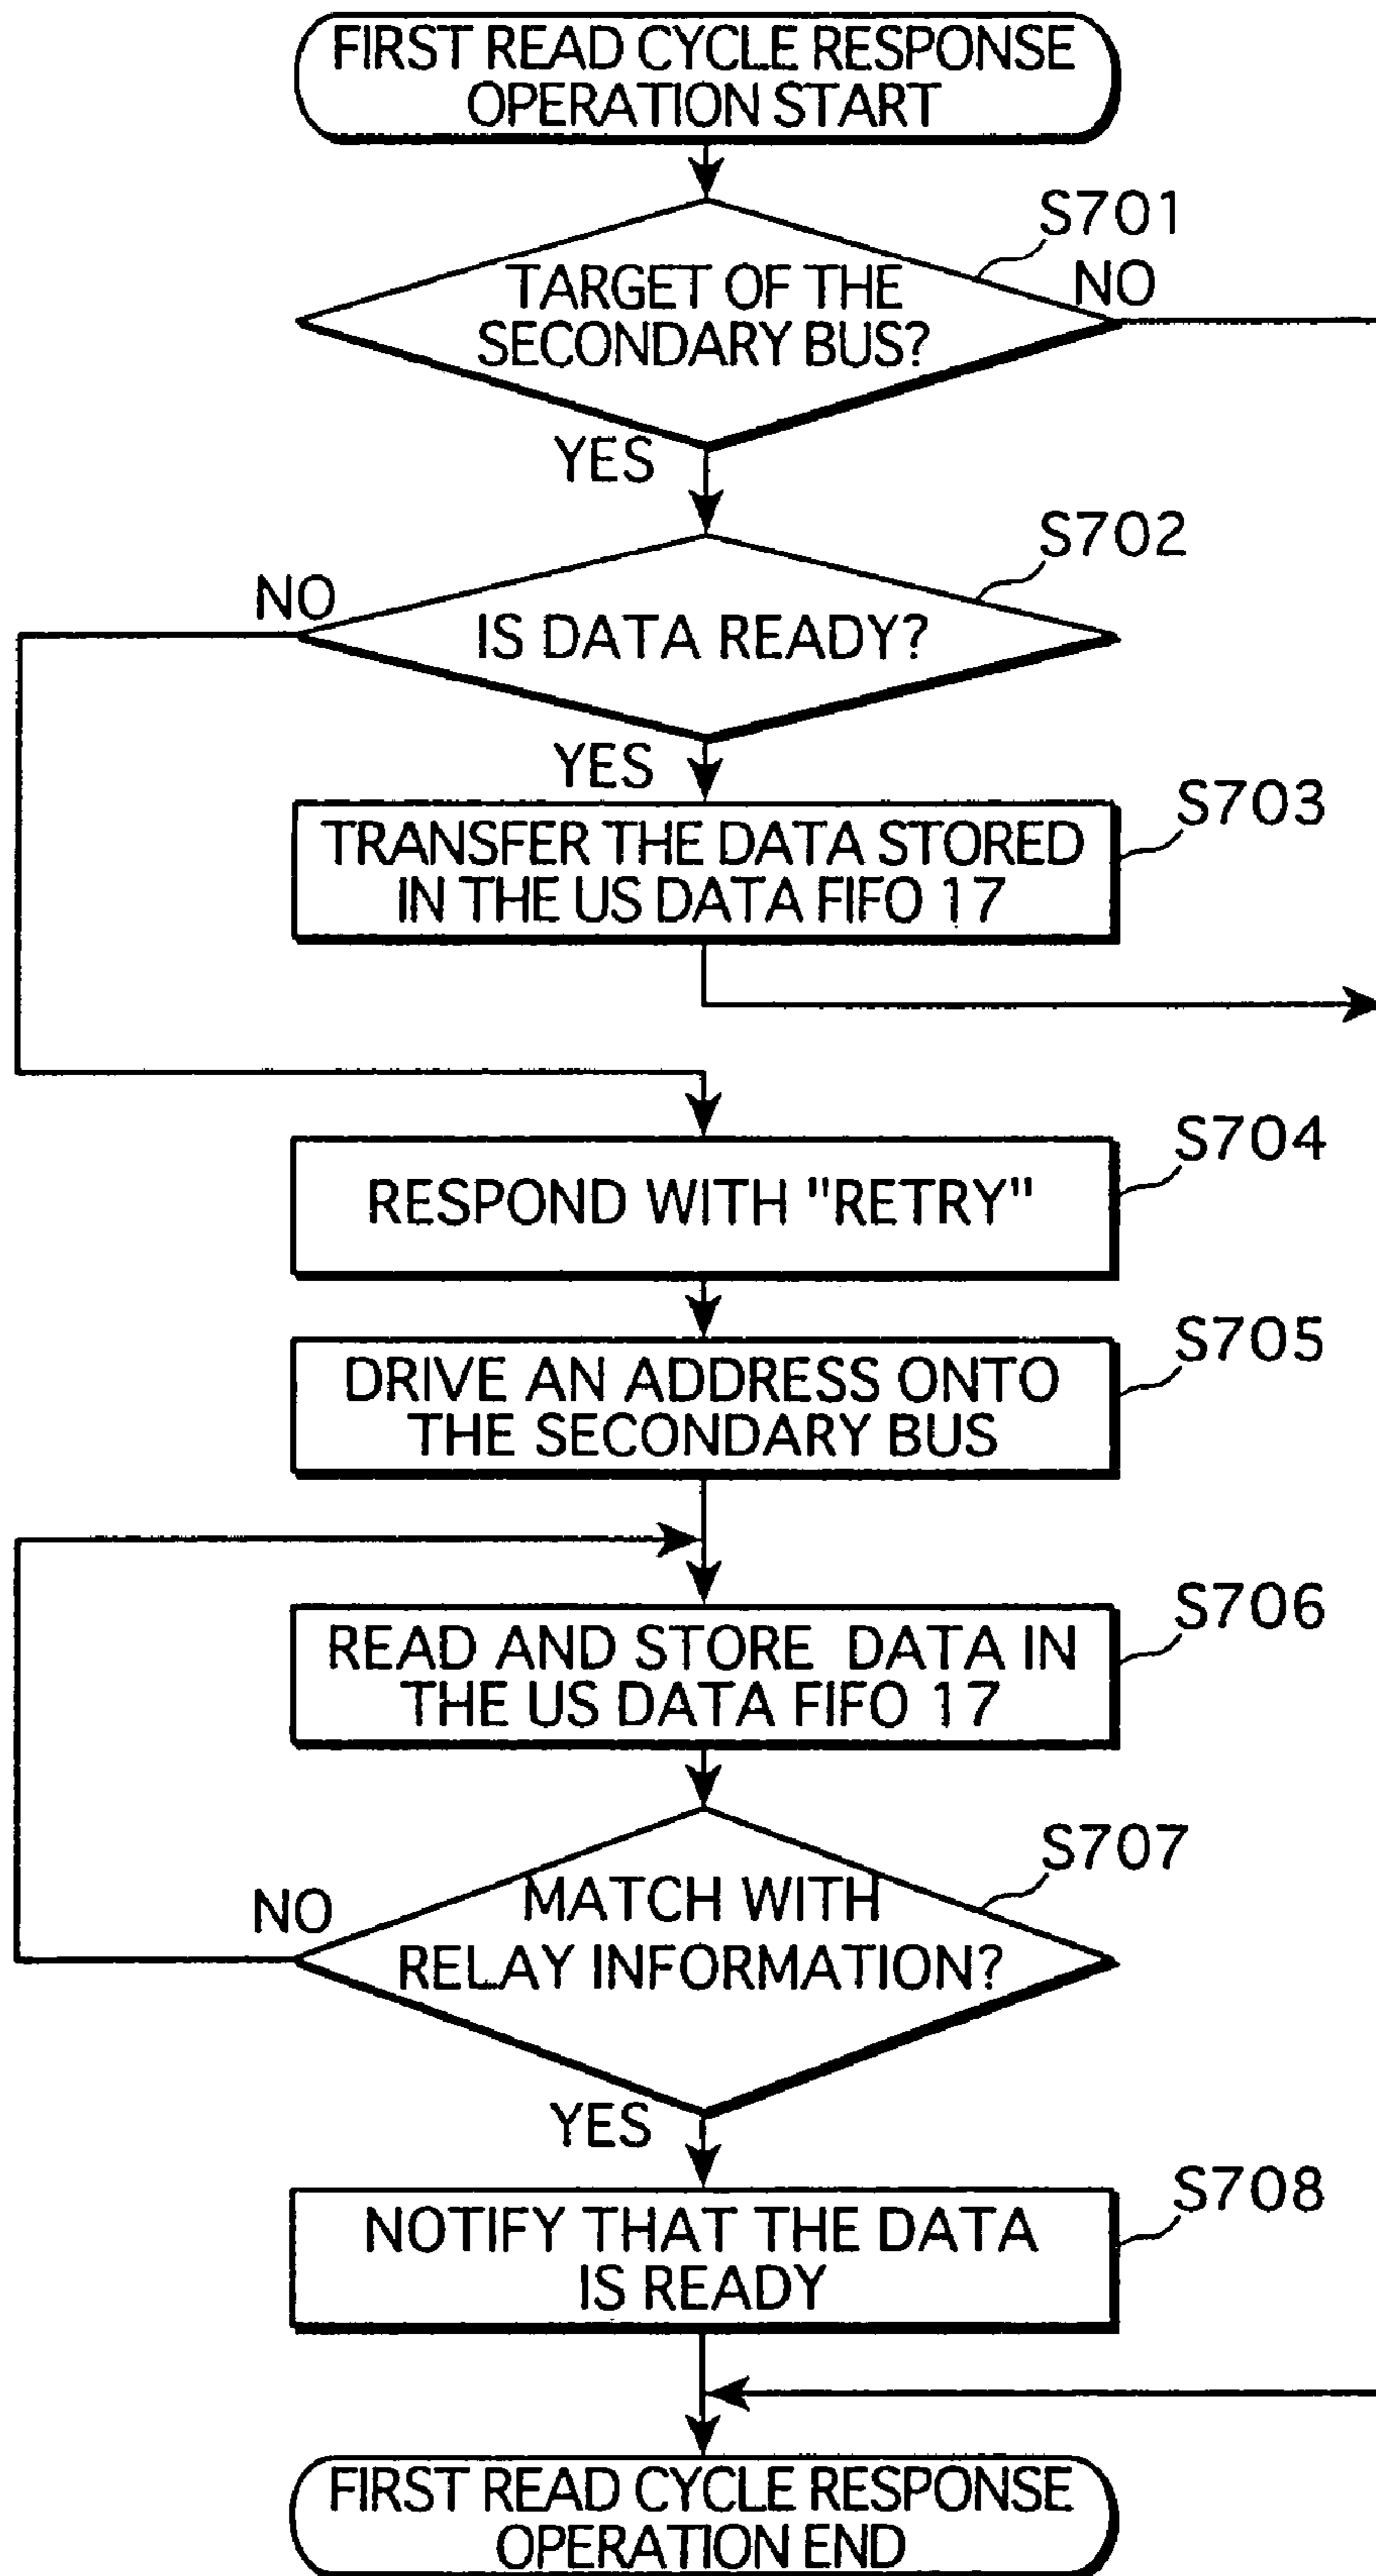 FIRST READ CYCLE RESPONSE
OPERATION START
S701
TARGET OF THE
SECONDARY BUS?
NO
YES
S702
NO
IS DATA READY?
YES
S703
TRANSFER THE DATA STORED
IN THE US DATA FIFO 17
S704
RESPOND WITH "RETRY"
S705
DRIVE AN ADDRESS ONTO
THE SECONDARY BUS
S706
READ AND STORE DATA IN
THE US DATA FIFO 17
S707
MATCH WITH
NO
RELAY INFORMATION?
YES
S708
NOTIFY THAT THE DATA
IS READY
FIRST READ CYCLE RESPONSE
OPERATION END